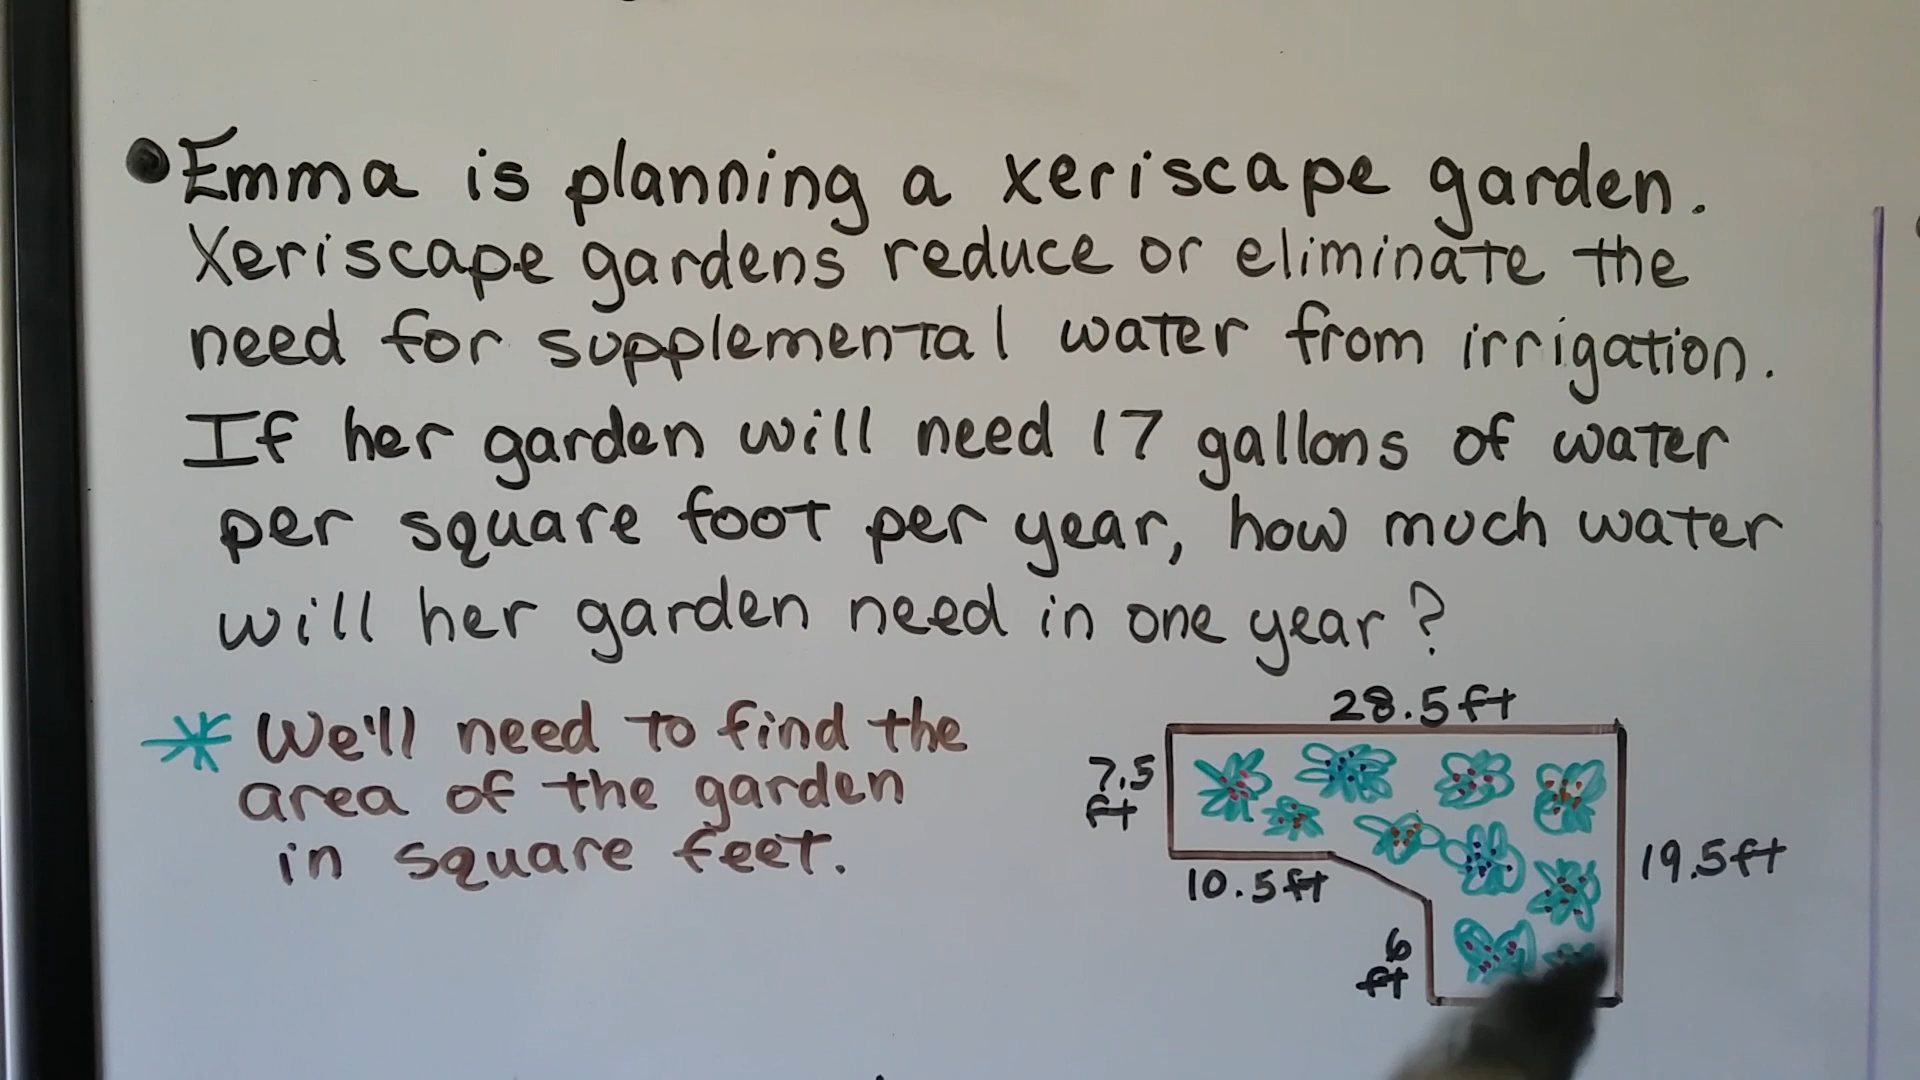 Emma is planning a xeriscape garden.
Xeriscape gardens reduce or eliminate the
need for supplemental water from irrigation.
If her garden will need 17 gallons of water
per square foot per year, how much water
will her garden need in one year?
* We'll need to find the
area of the garden
in square feet.
28.5 ft
7.5
ft
19.5 ft
10.5 ft
6
ft